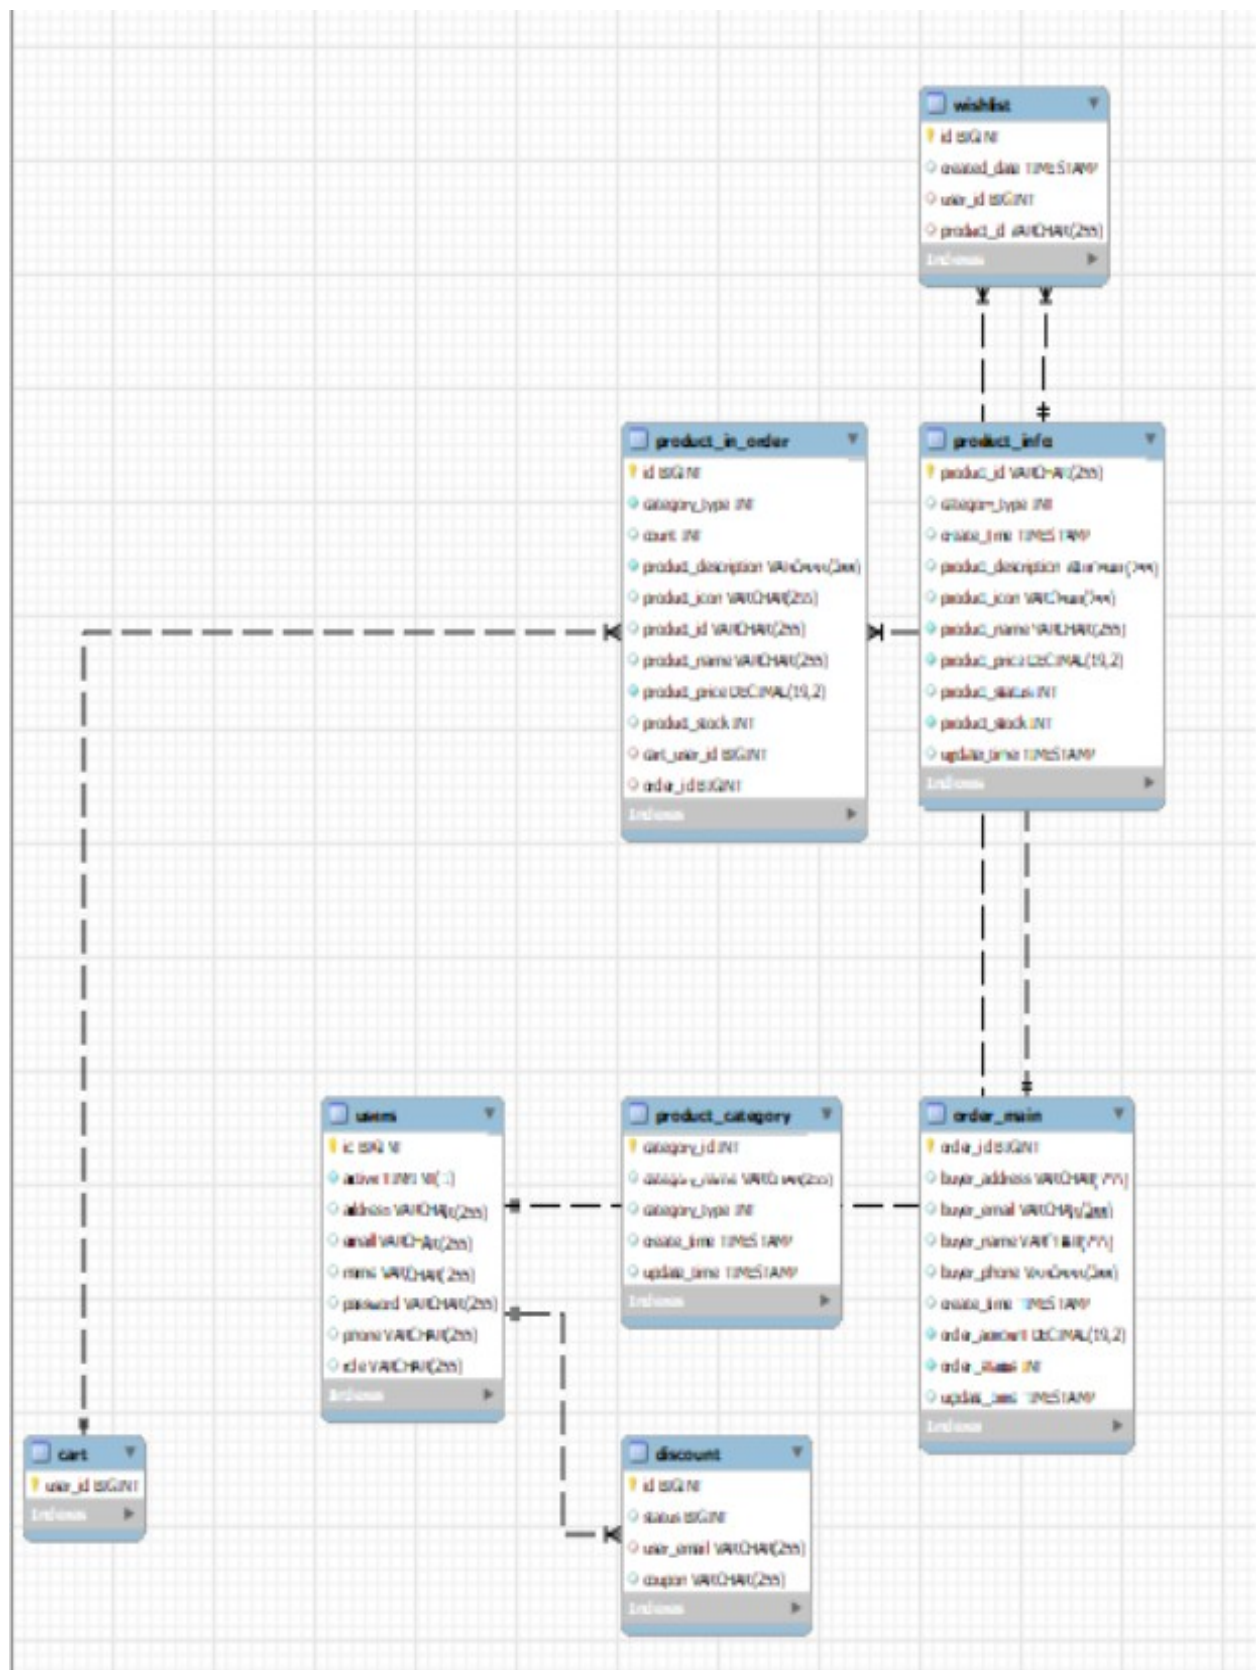 wishlist
id BIGINT
created_date TIMESTAMP
user_id BIGINT
product_id VARCHAR(255)
Indexes
product_in_order
id BIGINT
category_type INT
count INT
product_description VARCHAR(255)
product_icon VARCHAR(255)
product_id VARCHAR(255)
product_name VARCHAR(255)
product_price DECIMAL(19,2)
product_stock INT
cart_user_id BIGINT
order_id BIGINT
Indexes
product_info
product_id VARCHAR(255)
category_type INT
create_time TIMESTAMP
product_description VARCHAR(255)
product_icon VARCHAR(255)
product_name VARCHAR(255)
product_price DECIMAL(19,2)
product_status INT
product_stock INT
update_time TIMESTAMP
Indexes
users
id BIGINT
active TINYINT(1)
address VARCHAR(255)
email VARCHAR(255)
name VARCHAR(255)
password VARCHAR(255)
phone VARCHAR(255)
role VARCHAR(255)
Indexes
product_category
category_id INT
category_name VARCHAR(255)
category_type INT
create_time TIMESTAMP
update_time TIMESTAMP
Indexes
order_main
order_id BIGINT
buyer_address VARCHAR(255)
buyer_email VARCHAR(255)
buyer_name VARCHAR(255)
buyer_phone VARCHAR(255)
create_time TIMESTAMP
order_amount DECIMAL(19,2)
order_status INT
update_time TIMESTAMP
Indexes
cart
user_id BIGINT
Indexes
discount
id BIGINT
status BIGINT
user_email VARCHAR(255)
coupon VARCHAR(255)
Indexes